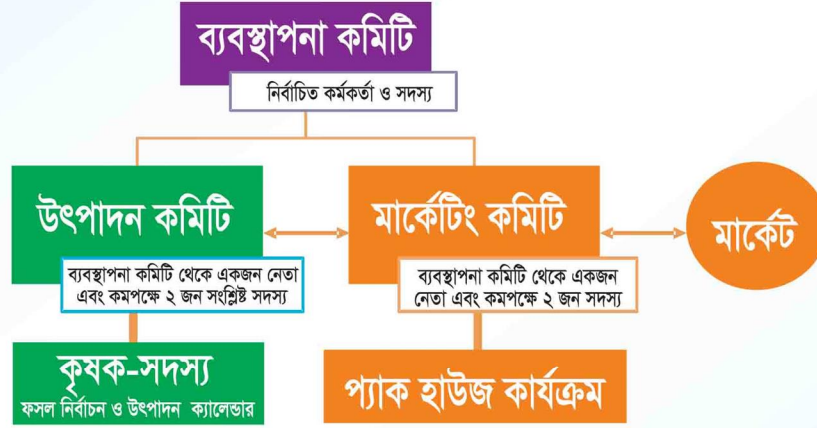 ব্যবস্থাপনা কমিটি
নির্বাচিত কর্মকর্তা ও সদস্য
উৎপাদন কমিটি
ব্যবস্থাপনা কমিটি থেকে একজন নেতা
এবং কমপক্ষে ২ জন সংশ্লিষ্ট সদস্য
মার্কেটিং কমিটি
ব্যবস্থাপনা কমিটি থেকে একজন
নেতা এবং কমপক্ষে ২ জন সদস্য
মার্কেট
কৃষক-সদস্য
ফসল নির্বাচন ও উৎপাদন ক্যালেন্ডার
প্যাক হাউজ কার্যক্রম